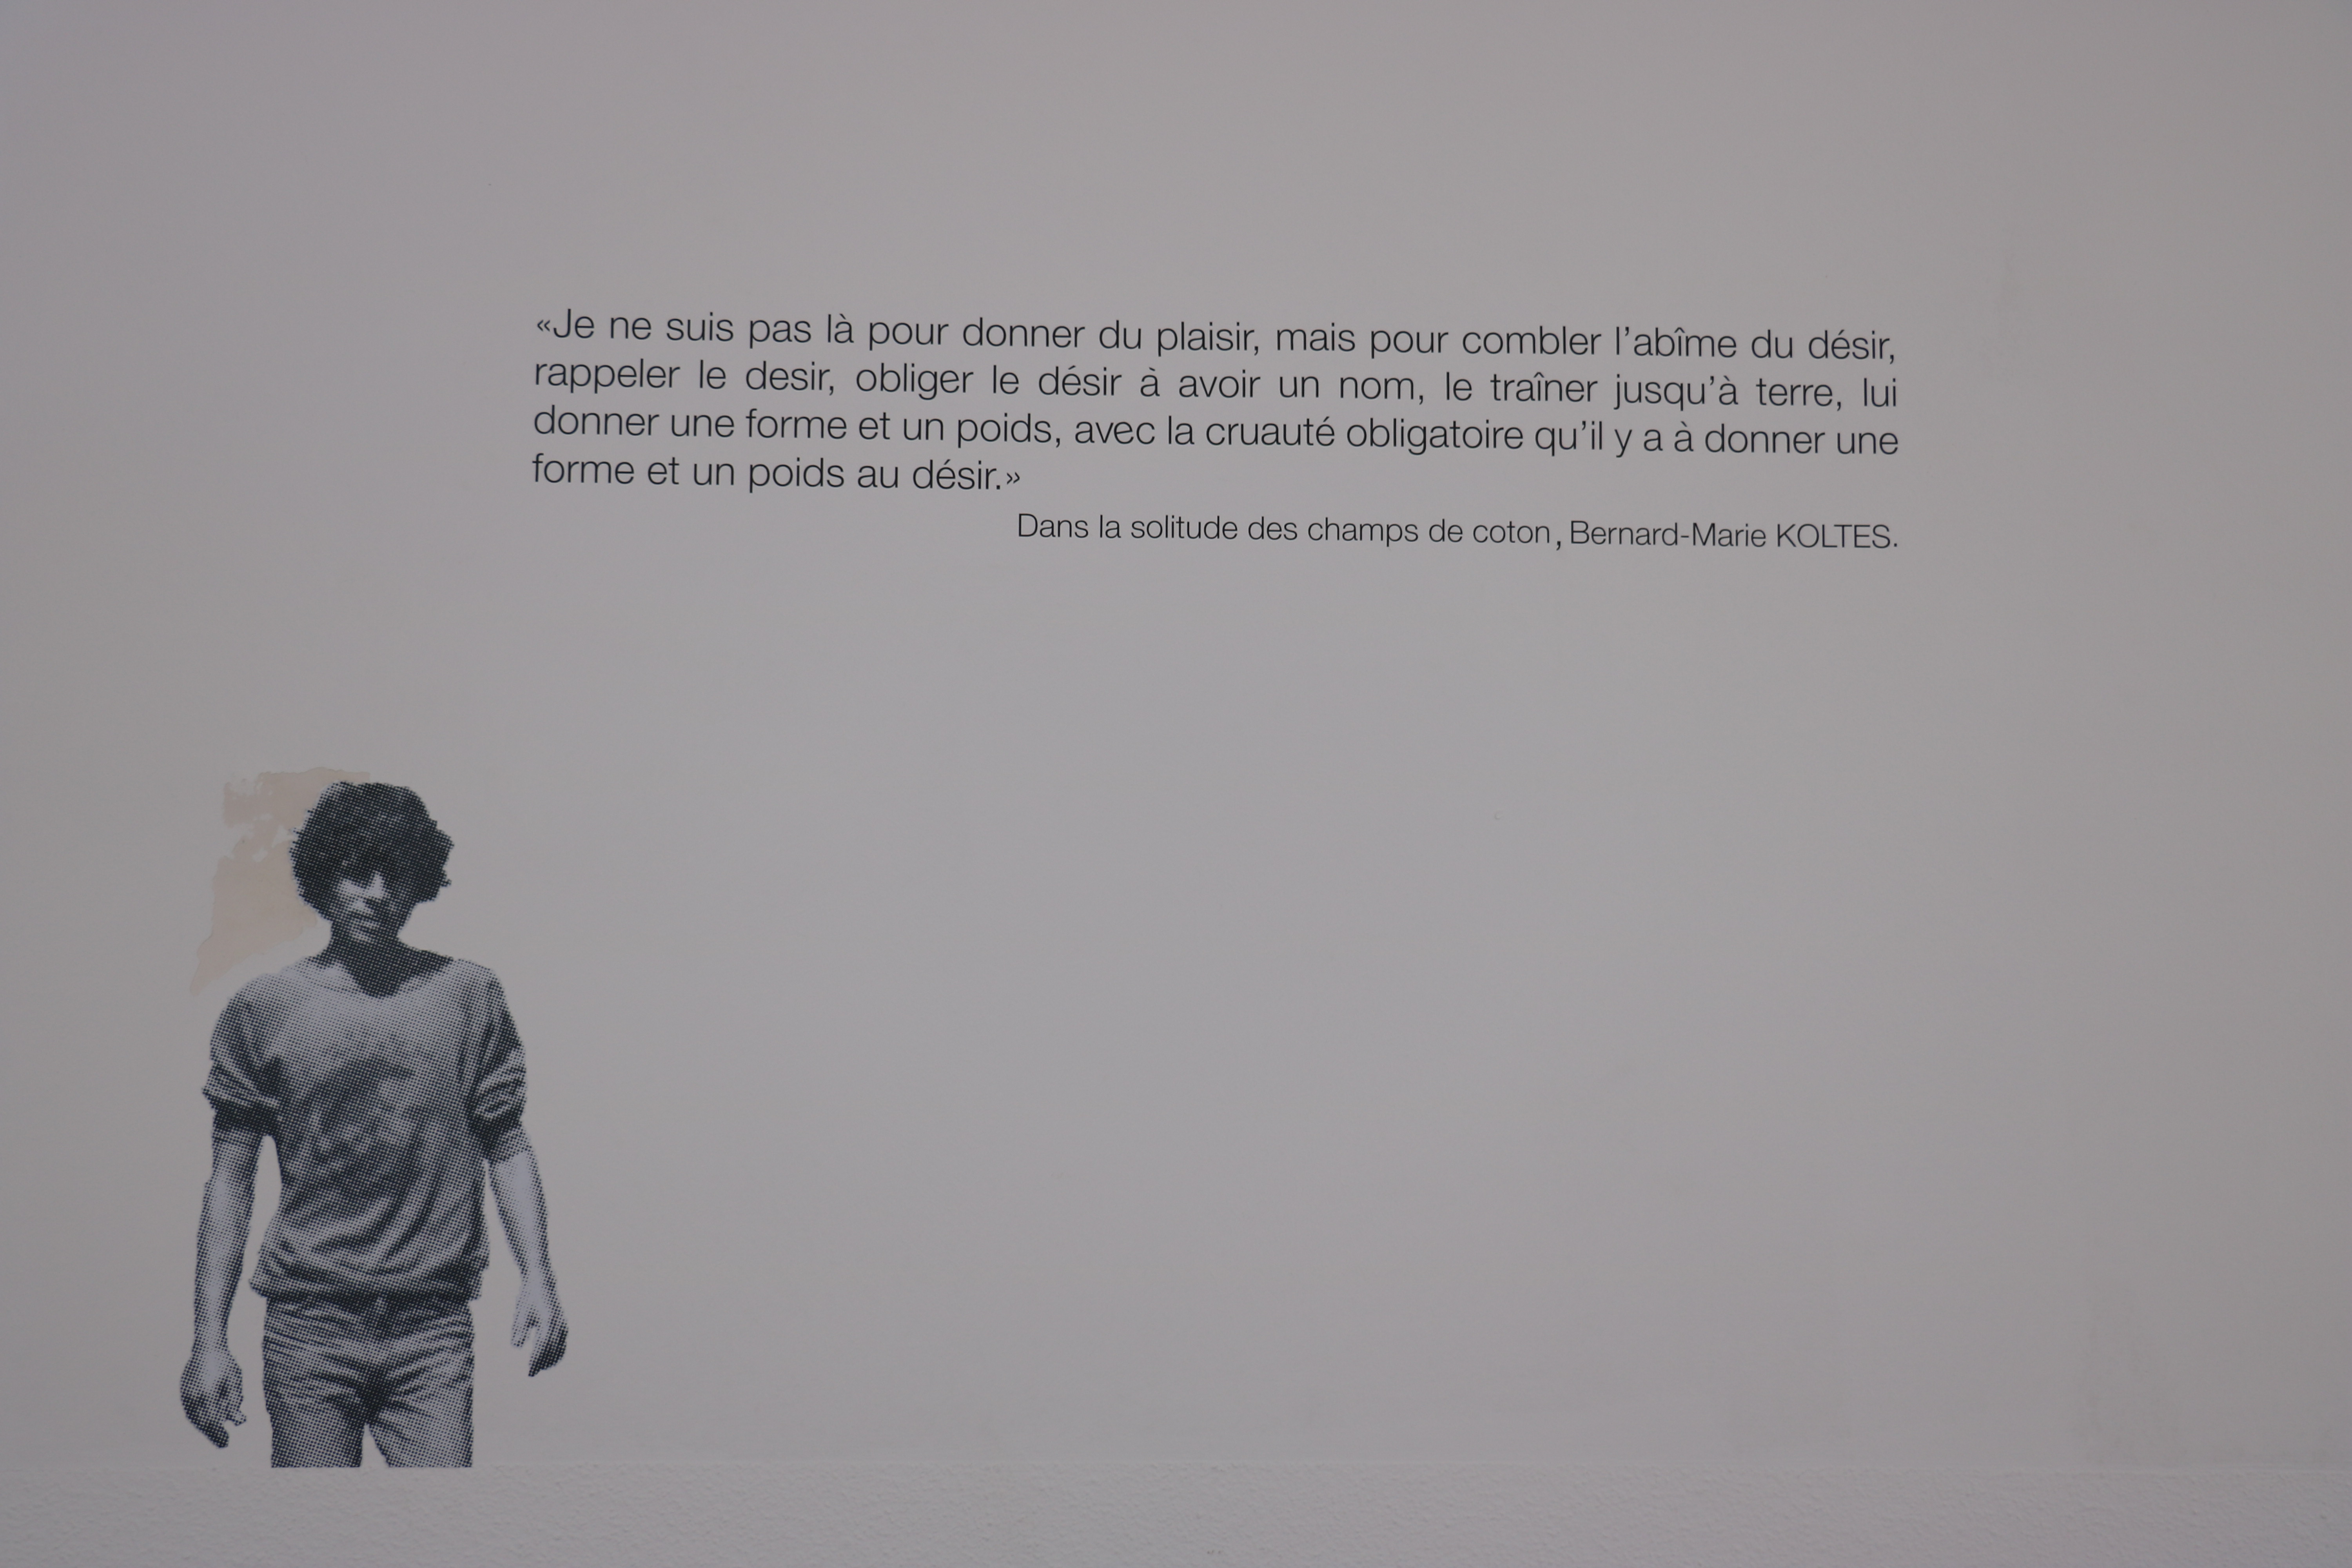 «Je ne suis pas là pour donner du plaisir, mais pour combler l'abîme du désir,
rappeler le desir, obliger le désir à avoir un nom, le traîner jusqu'à terre, lui
donner une forme et un poids, avec la cruauté obligatoire qu'il y a à donner une
forme et un poids au désir.»
Dans la solitude des champs de coton, Bernard-Marie KOLTES.